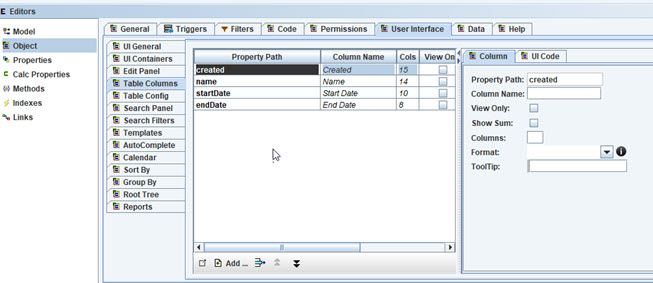 Editors
Model
Object
Properties
Calc Properties
Methods
Indexes
Links
General
Triggers
Filters
Code
Permissions
User Interface
Data
Help
UI General
UI Containers
Edit Panel
Table Columns
Table Config
Search Panel
Search Filters
Templates
AutoComplete
Calendar
Sort By
Group By
Root Tree
Reports
Property Path Column Name Cols View On
created Created 15
name Name 14
startDate Start Date 10
endDate End Date 8
Add ...
Column
UI Code
Property Path: created
Column Name:
View Only:
Show Sum:
Columns:
Format:
ToolTip: